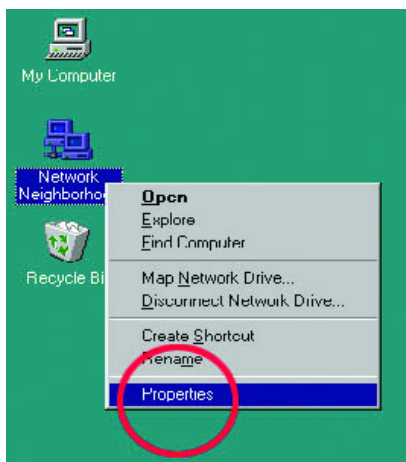 My Computer
Network
Neighborho
Recycle Bi
Open
Explore
Find Computer
Map Network Drive...
Disconnect Network Drive...
Create Shortcut
Rename
Properties